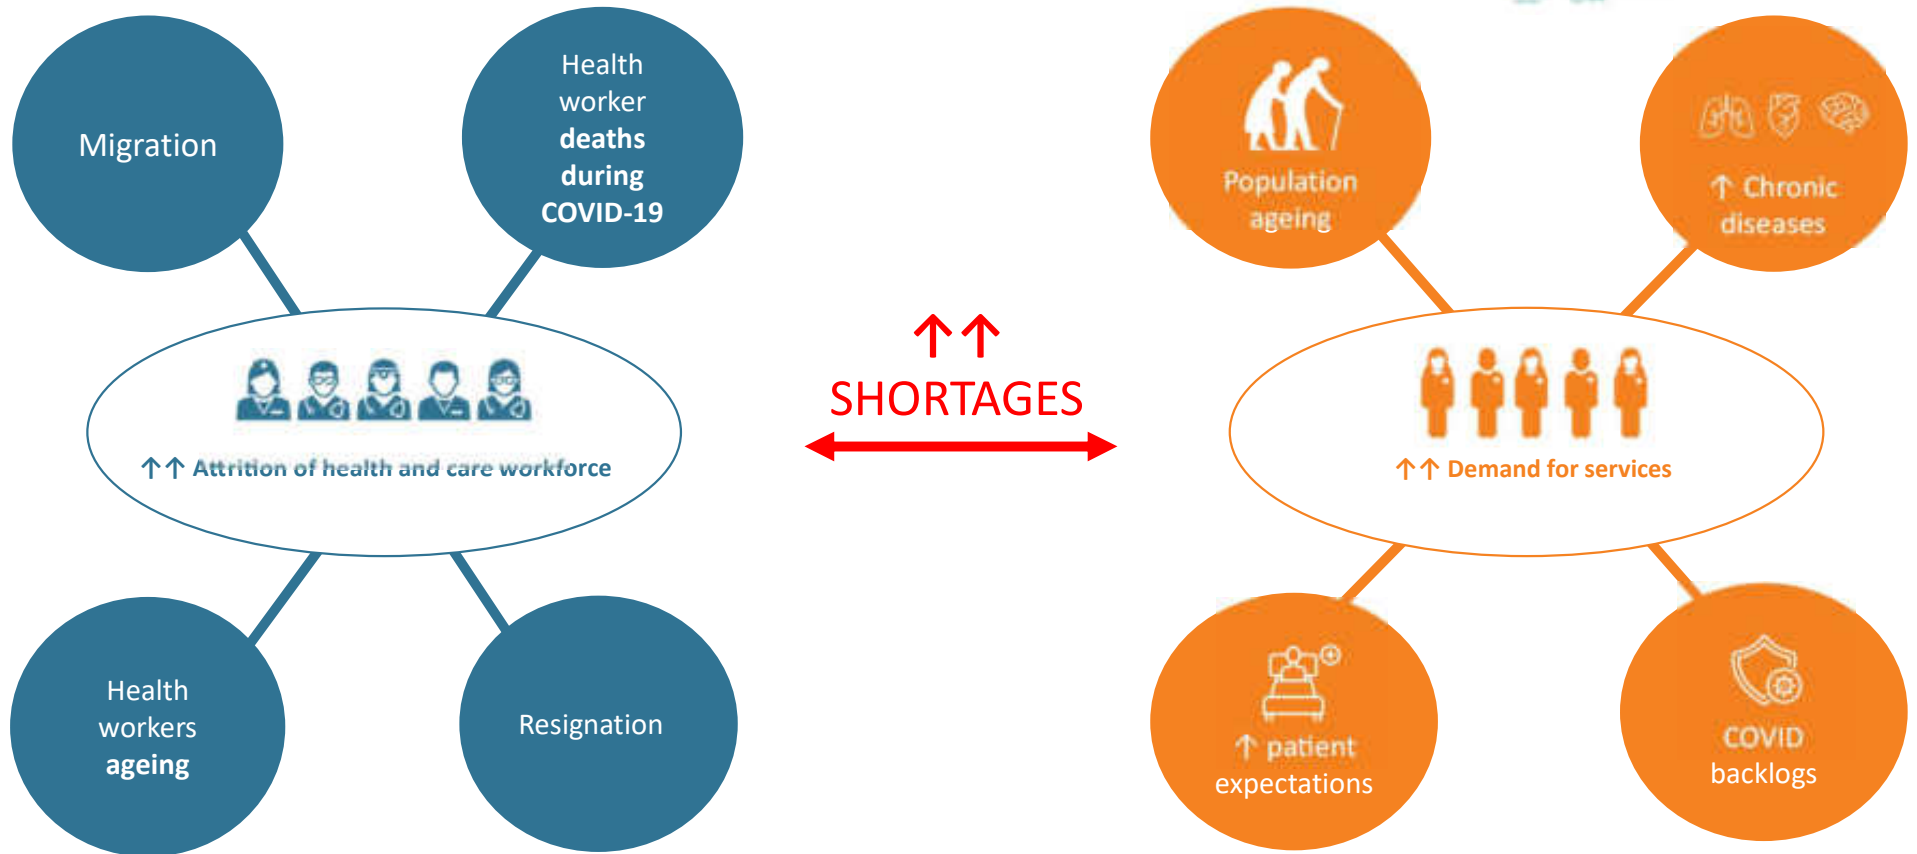 Migration
Health
worker
deaths
during
COVID-19
↑↑ Attrition of health and care workforce
Health
workers
ageing
Resignation
↑↑
SHORTAGES
Population
ageing
↑ Chronic
diseases
↑↑ Demand for services
↑ patient
expectations
COVID
backlogs